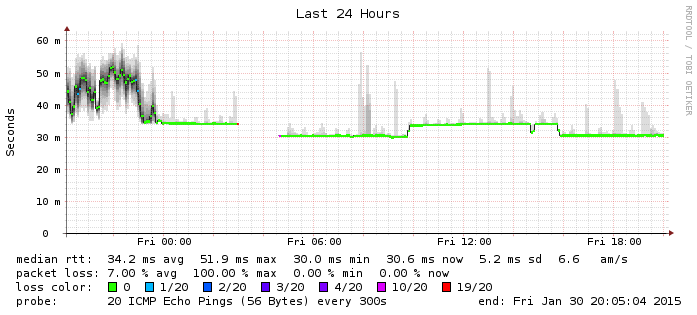 Last 24 Hours
RRDTOOL / TOBI OETIKER
Seconds
60 m
50 m
40 m
30 m
20 m
10 m
0
Fri 00:00 Fri 06:00 Fri 12:00 Fri 18:00
median rtt: 34.2 ms avg 51.9 ms max 30.0 ms min 30.6 ms now 5.2 ms sd 6.6 am/s
packet loss: 7.00 % avg 100.00 % max 0.00 % min 0.00 % now
loss color: 0 1/20 2/20 3/20 4/20 10/20 19/20
probe: 20 ICMP Echo Pings (56 Bytes) every 300s end: Fri Jan 30 20:05:04 2015